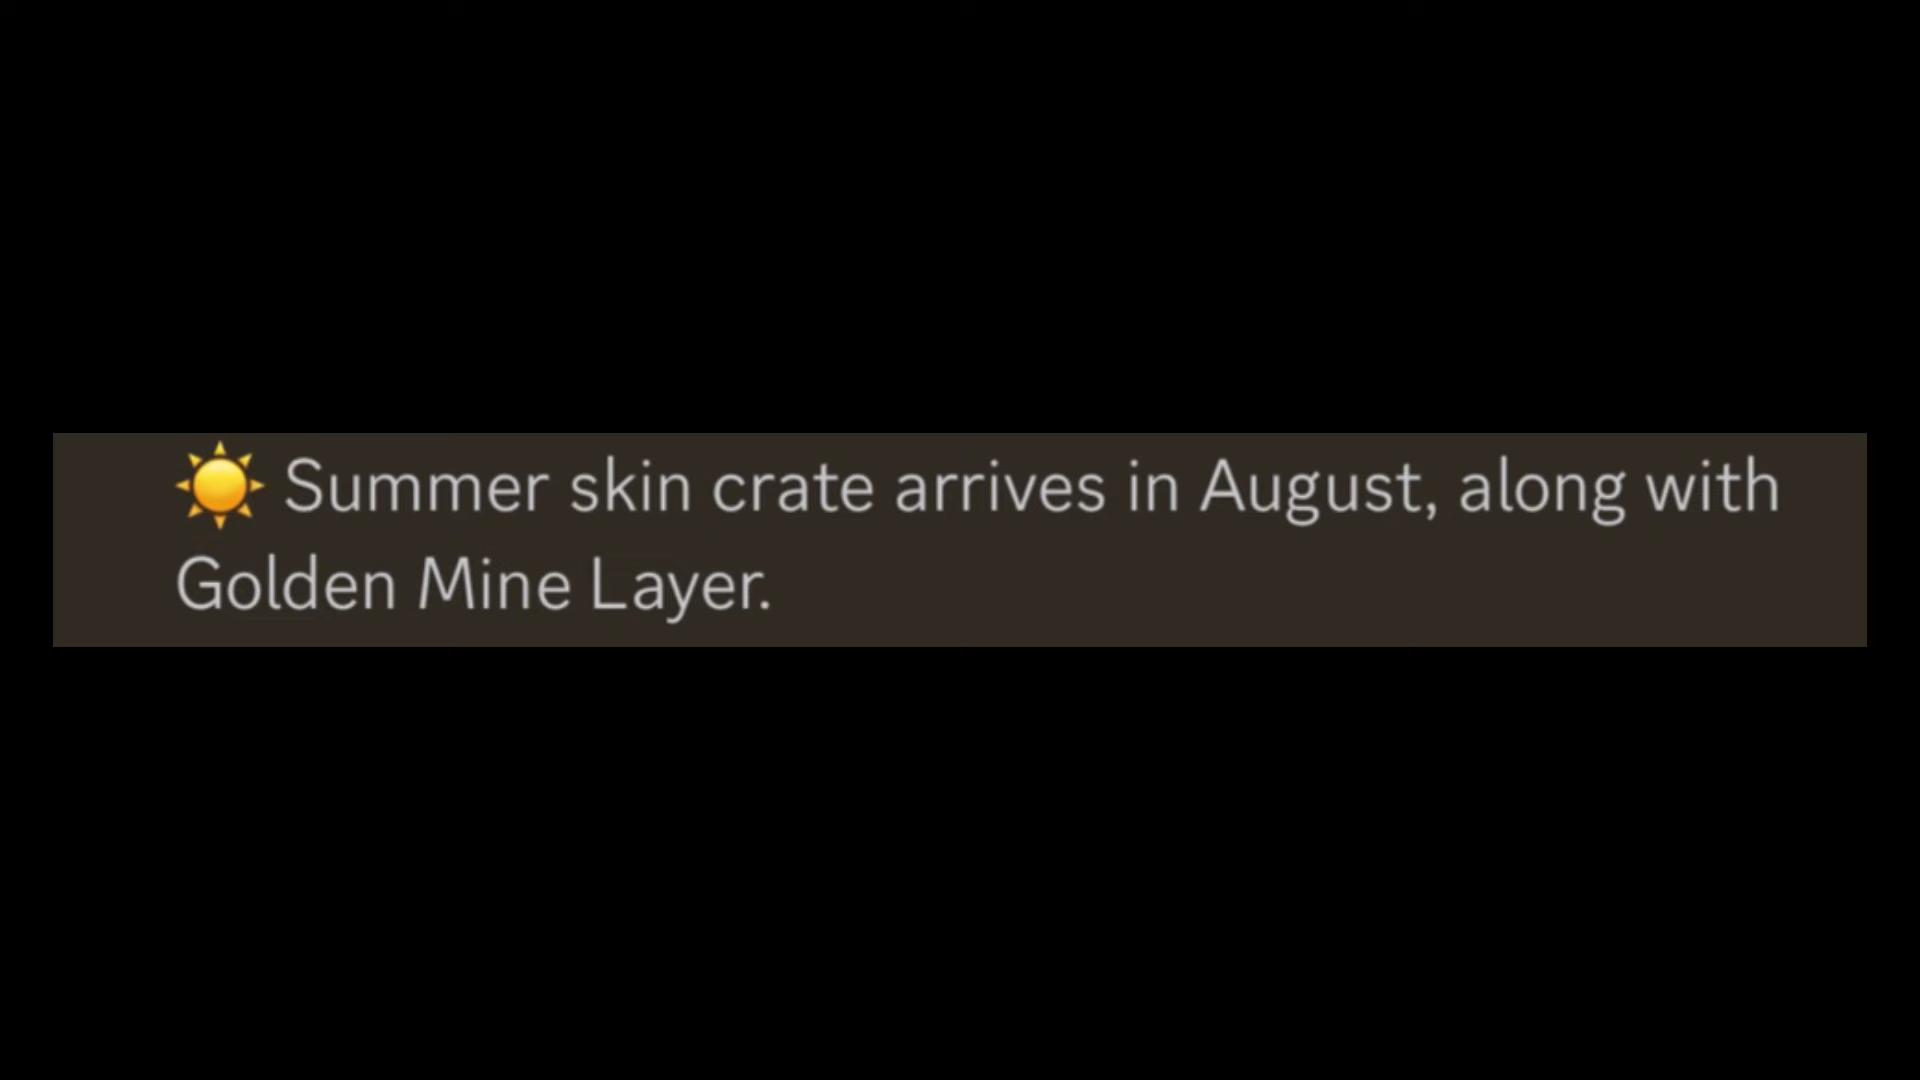 ☀️ Summer skin crate arrives in August, along with
Golden Mine Layer.